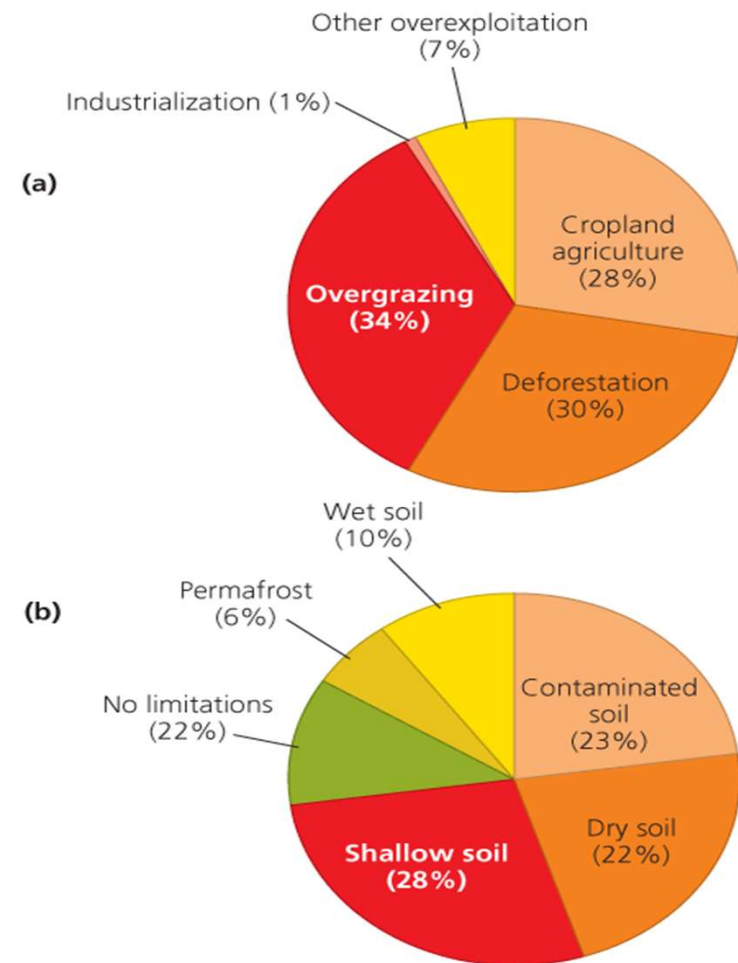 Other overexploitation
(7%)
Industrialization (1%)
(a)
Cropland
agriculture
(28%)
Overgrazing
(34%)
Deforestation
(30%)
Wet soil
(10%)
Permafrost
(6%)
(b)
No limitations
(22%)
Contaminated
soil
(23%)
Dry soil
(22%)
Shallow soil
(28%)